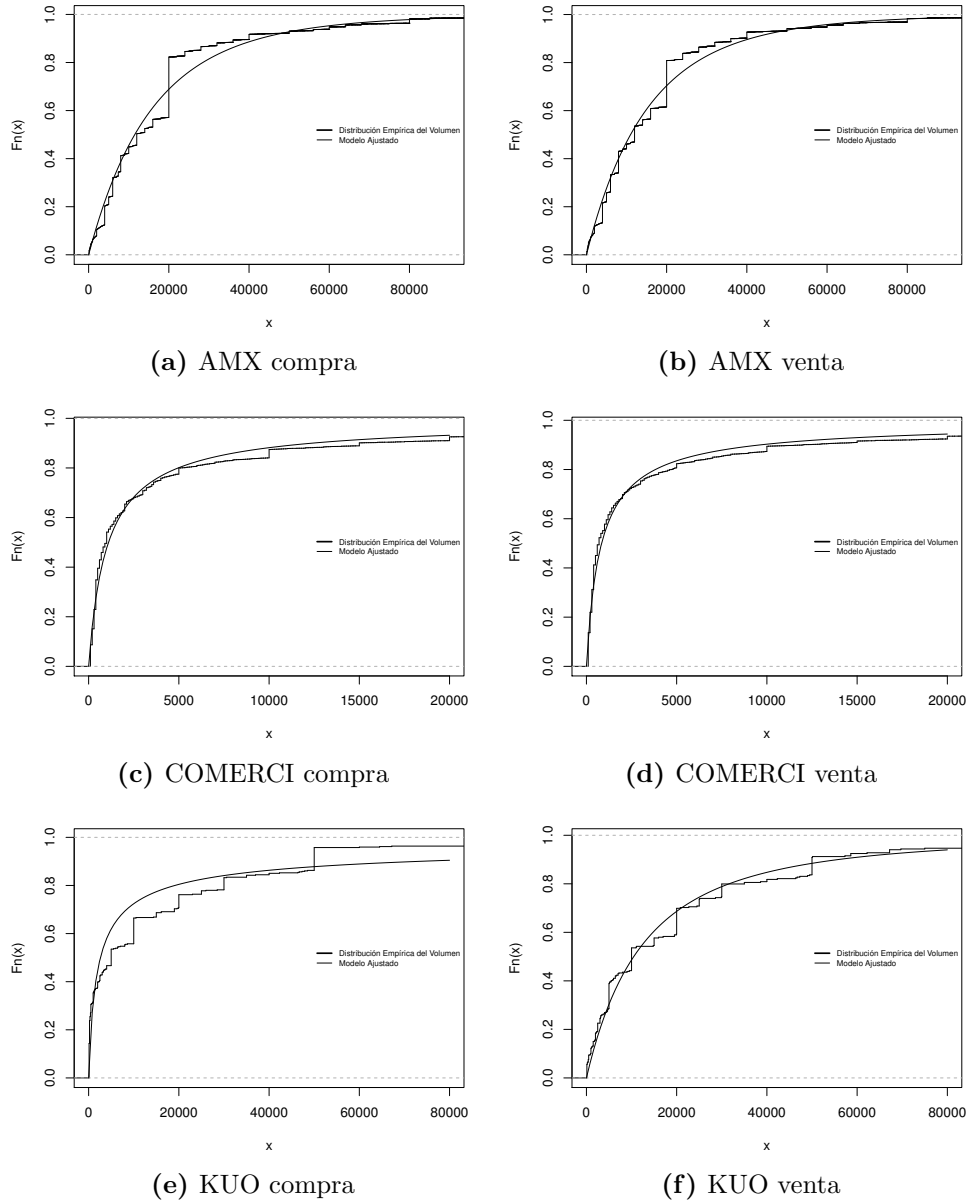 1.0
0.8
0.6
0.4
0.2
0.0
Fn(x)
Distribución Empírica del Volumen
Modelo Ajustado
0 20000 40000 60000 80000
x
(a) AMX compra
1.0
0.8
0.6
0.4
0.2
0.0
Fn(x)
Distribución Empírica del Volumen
Modelo Ajustado
0 20000 40000 60000 80000
x
(b) AMX venta
1.0
0.8
0.6
0.4
0.2
0.0
Fn(x)
Distribución Empírica del Volumen
Modelo Ajustado
0 5000 10000 15000 20000
x
(c) COMERCI compra
1.0
0.8
0.6
0.4
0.2
0.0
Fn(x)
Distribución Empírica del Volumen
Modelo Ajustado
0 5000 10000 15000 20000
x
(d) COMERCI venta
1.0
0.8
0.6
0.4
0.2
0.0
Fn(x)
Distribución Empírica del Volumen
Modelo Ajustado
0 20000 40000 60000 80000
x
(e) KUO compra
1.0
0.8
0.6
0.4
0.2
0.0
Fn(x)
Distribución Empírica del Volumen
Modelo Ajustado
0 20000 40000 60000 80000
x
(f) KUO venta